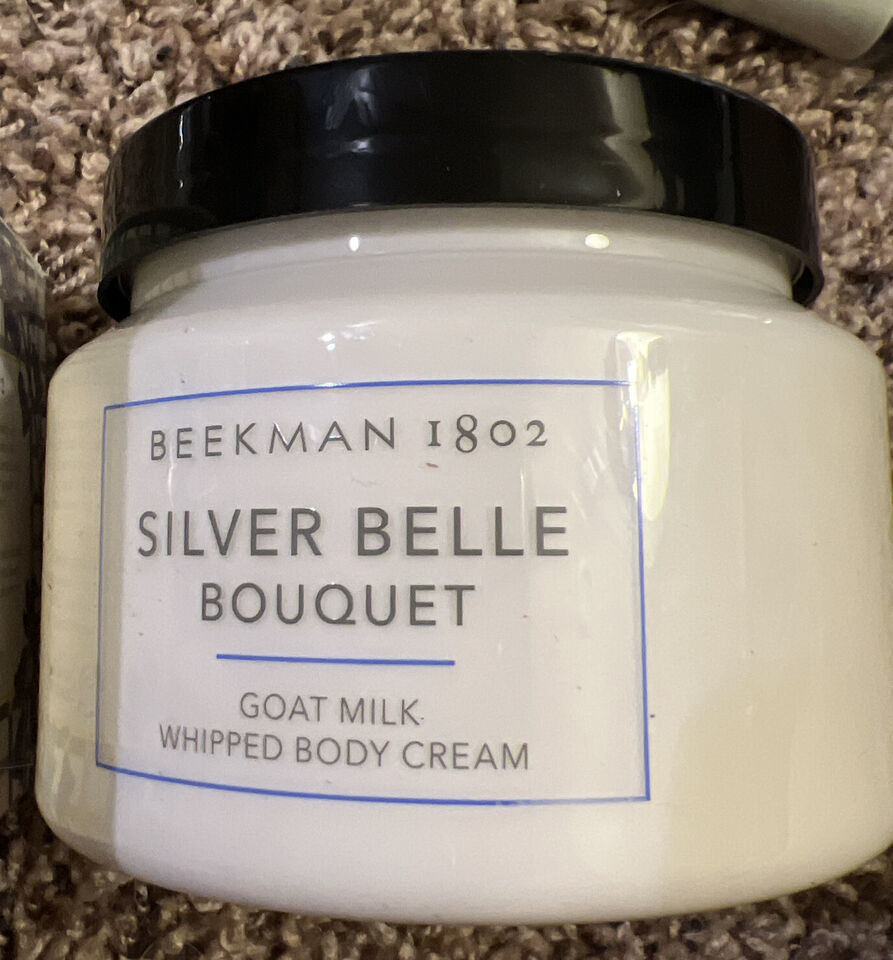 BEEKMAN 1802
SILVER BELLE
BOUQUET
GOAT MILK
WHIPPED BODY CREAM